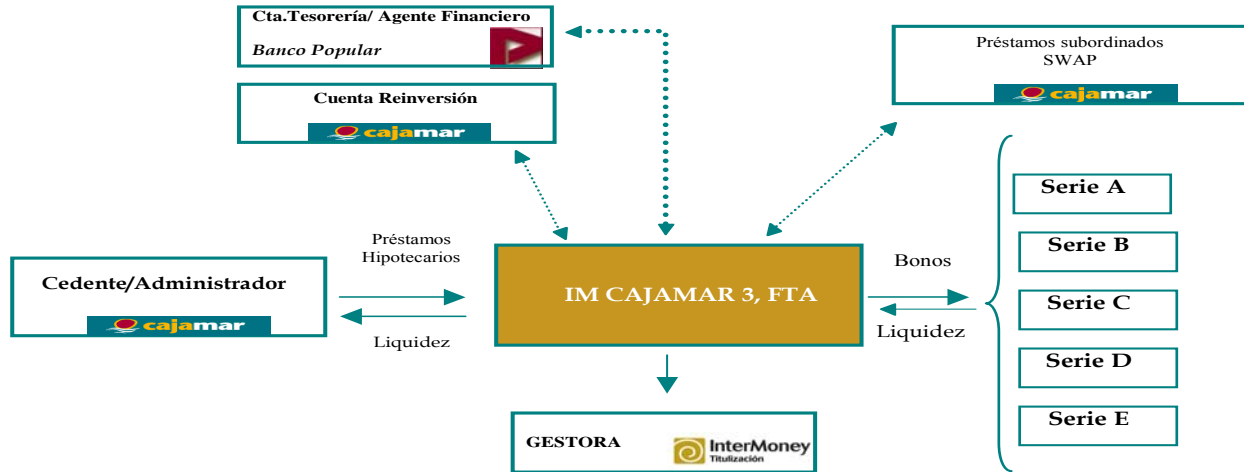 Cta.Tesorería/ Agente Financiero
Banco Popular
Cuenta Reinversión
cajamar
Préstamos subordinados
SWAP
cajamar
Préstamos
Hipotecarios
Cedente/Administrador
cajamar
Liquidez
IM CAJAMAR 3, FTA
Bonos
Liquidez
Serie A
Serie B
Serie C
Serie D
Serie E
GESTORA
InterMoney
Titulización